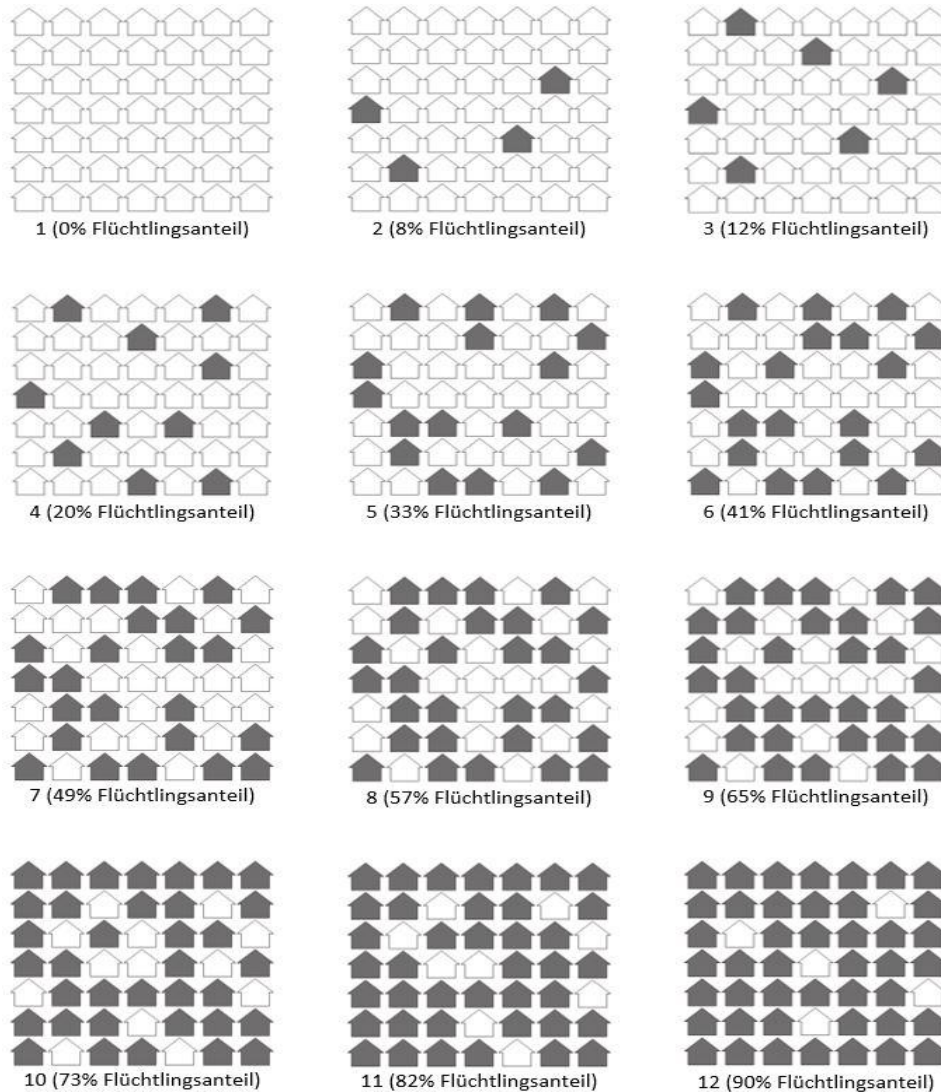 1 (0% Flüchtlingsanteil)
2 (8% Flüchtlingsanteil)
3 (12% Flüchtlingsanteil)
4 (20% Flüchtlingsanteil)
5 (33% Flüchtlingsanteil)
6 (41% Flüchtlingsanteil)
7 (49% Flüchtlingsanteil)
8 (57% Flüchtlingsanteil)
9 (65% Flüchtlingsanteil)
10 (73% Flüchtlingsanteil)
11 (82% Flüchtlingsanteil)
12 (90% Flüchtlingsanteil)